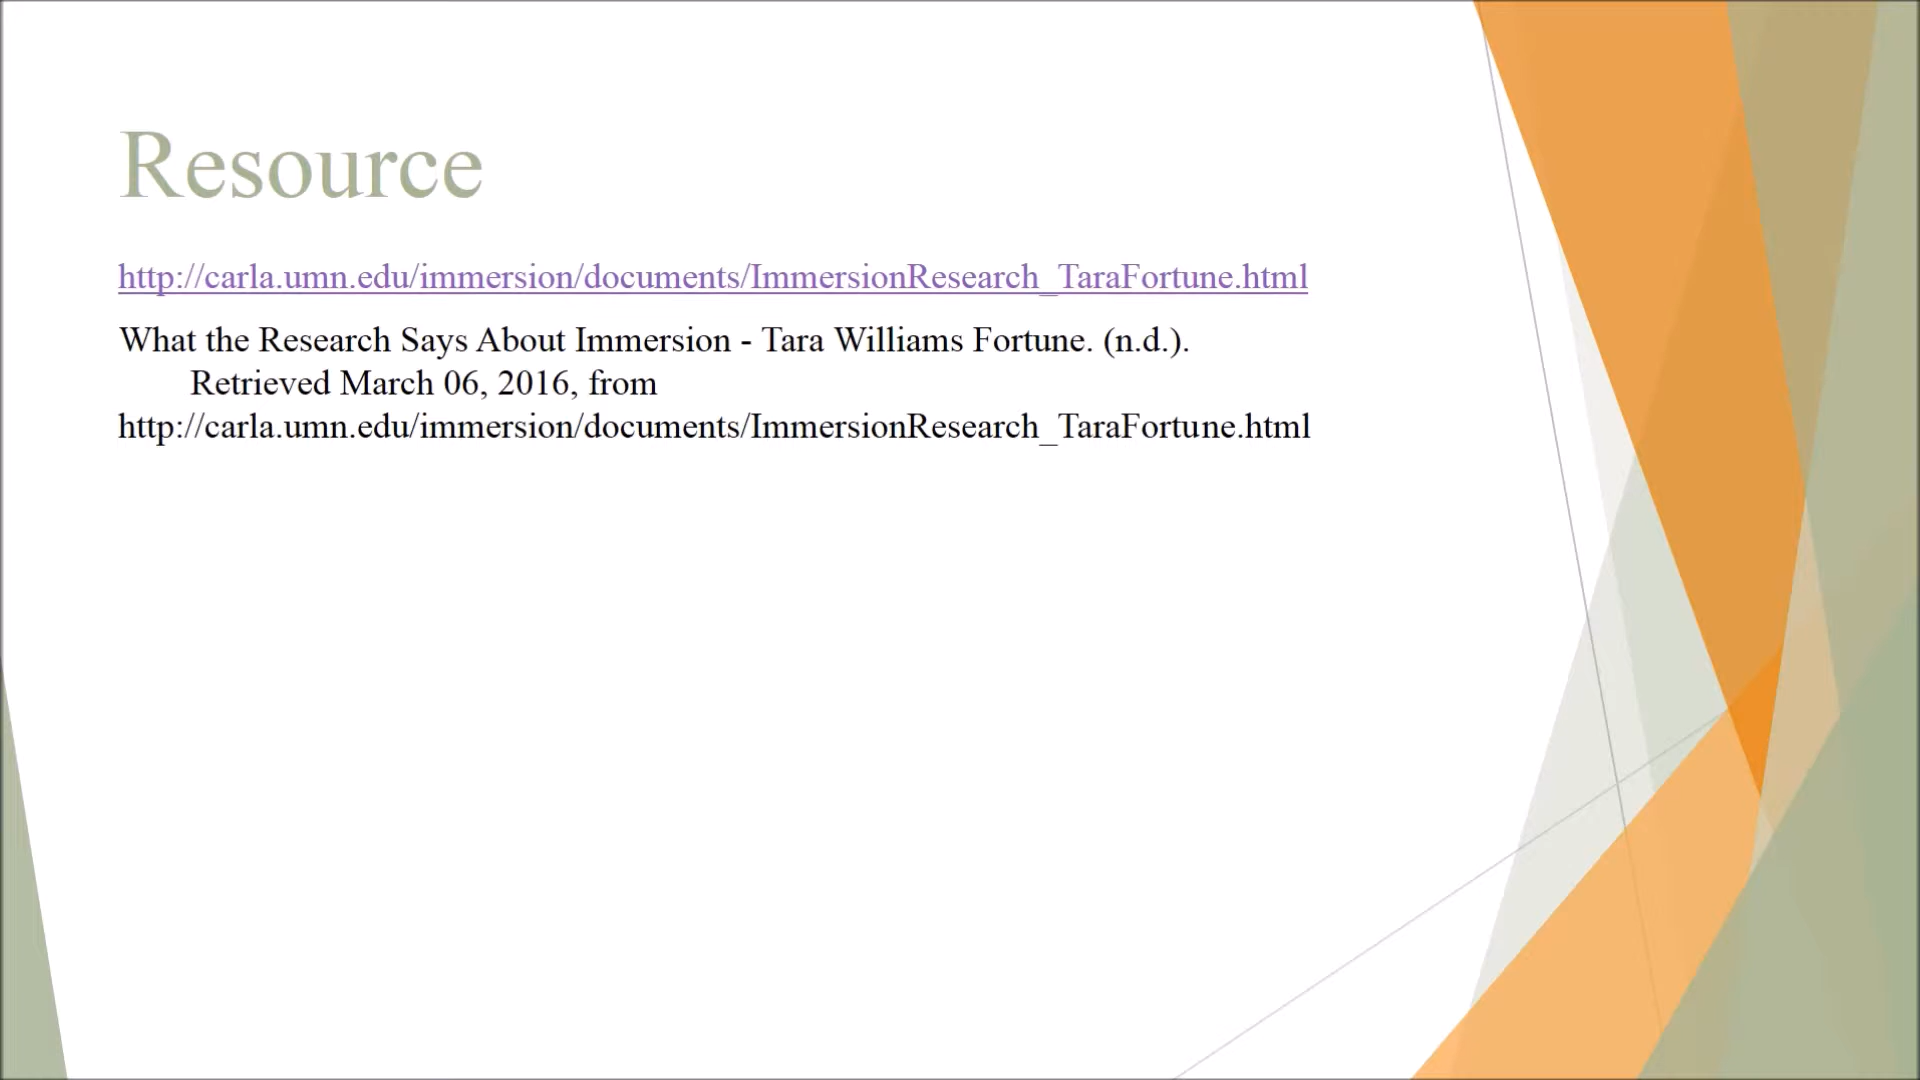 Resource
http://carla.umn.edu/immersion/documents/ImmersionResearch_TaraFortune.html
What the Research Says About Immersion - Tara Williams Fortune. (n.d.).
Retrieved March 06, 2016, from
http://carla.umn.edu/immersion/documents/ImmersionResearch_TaraFortune.html